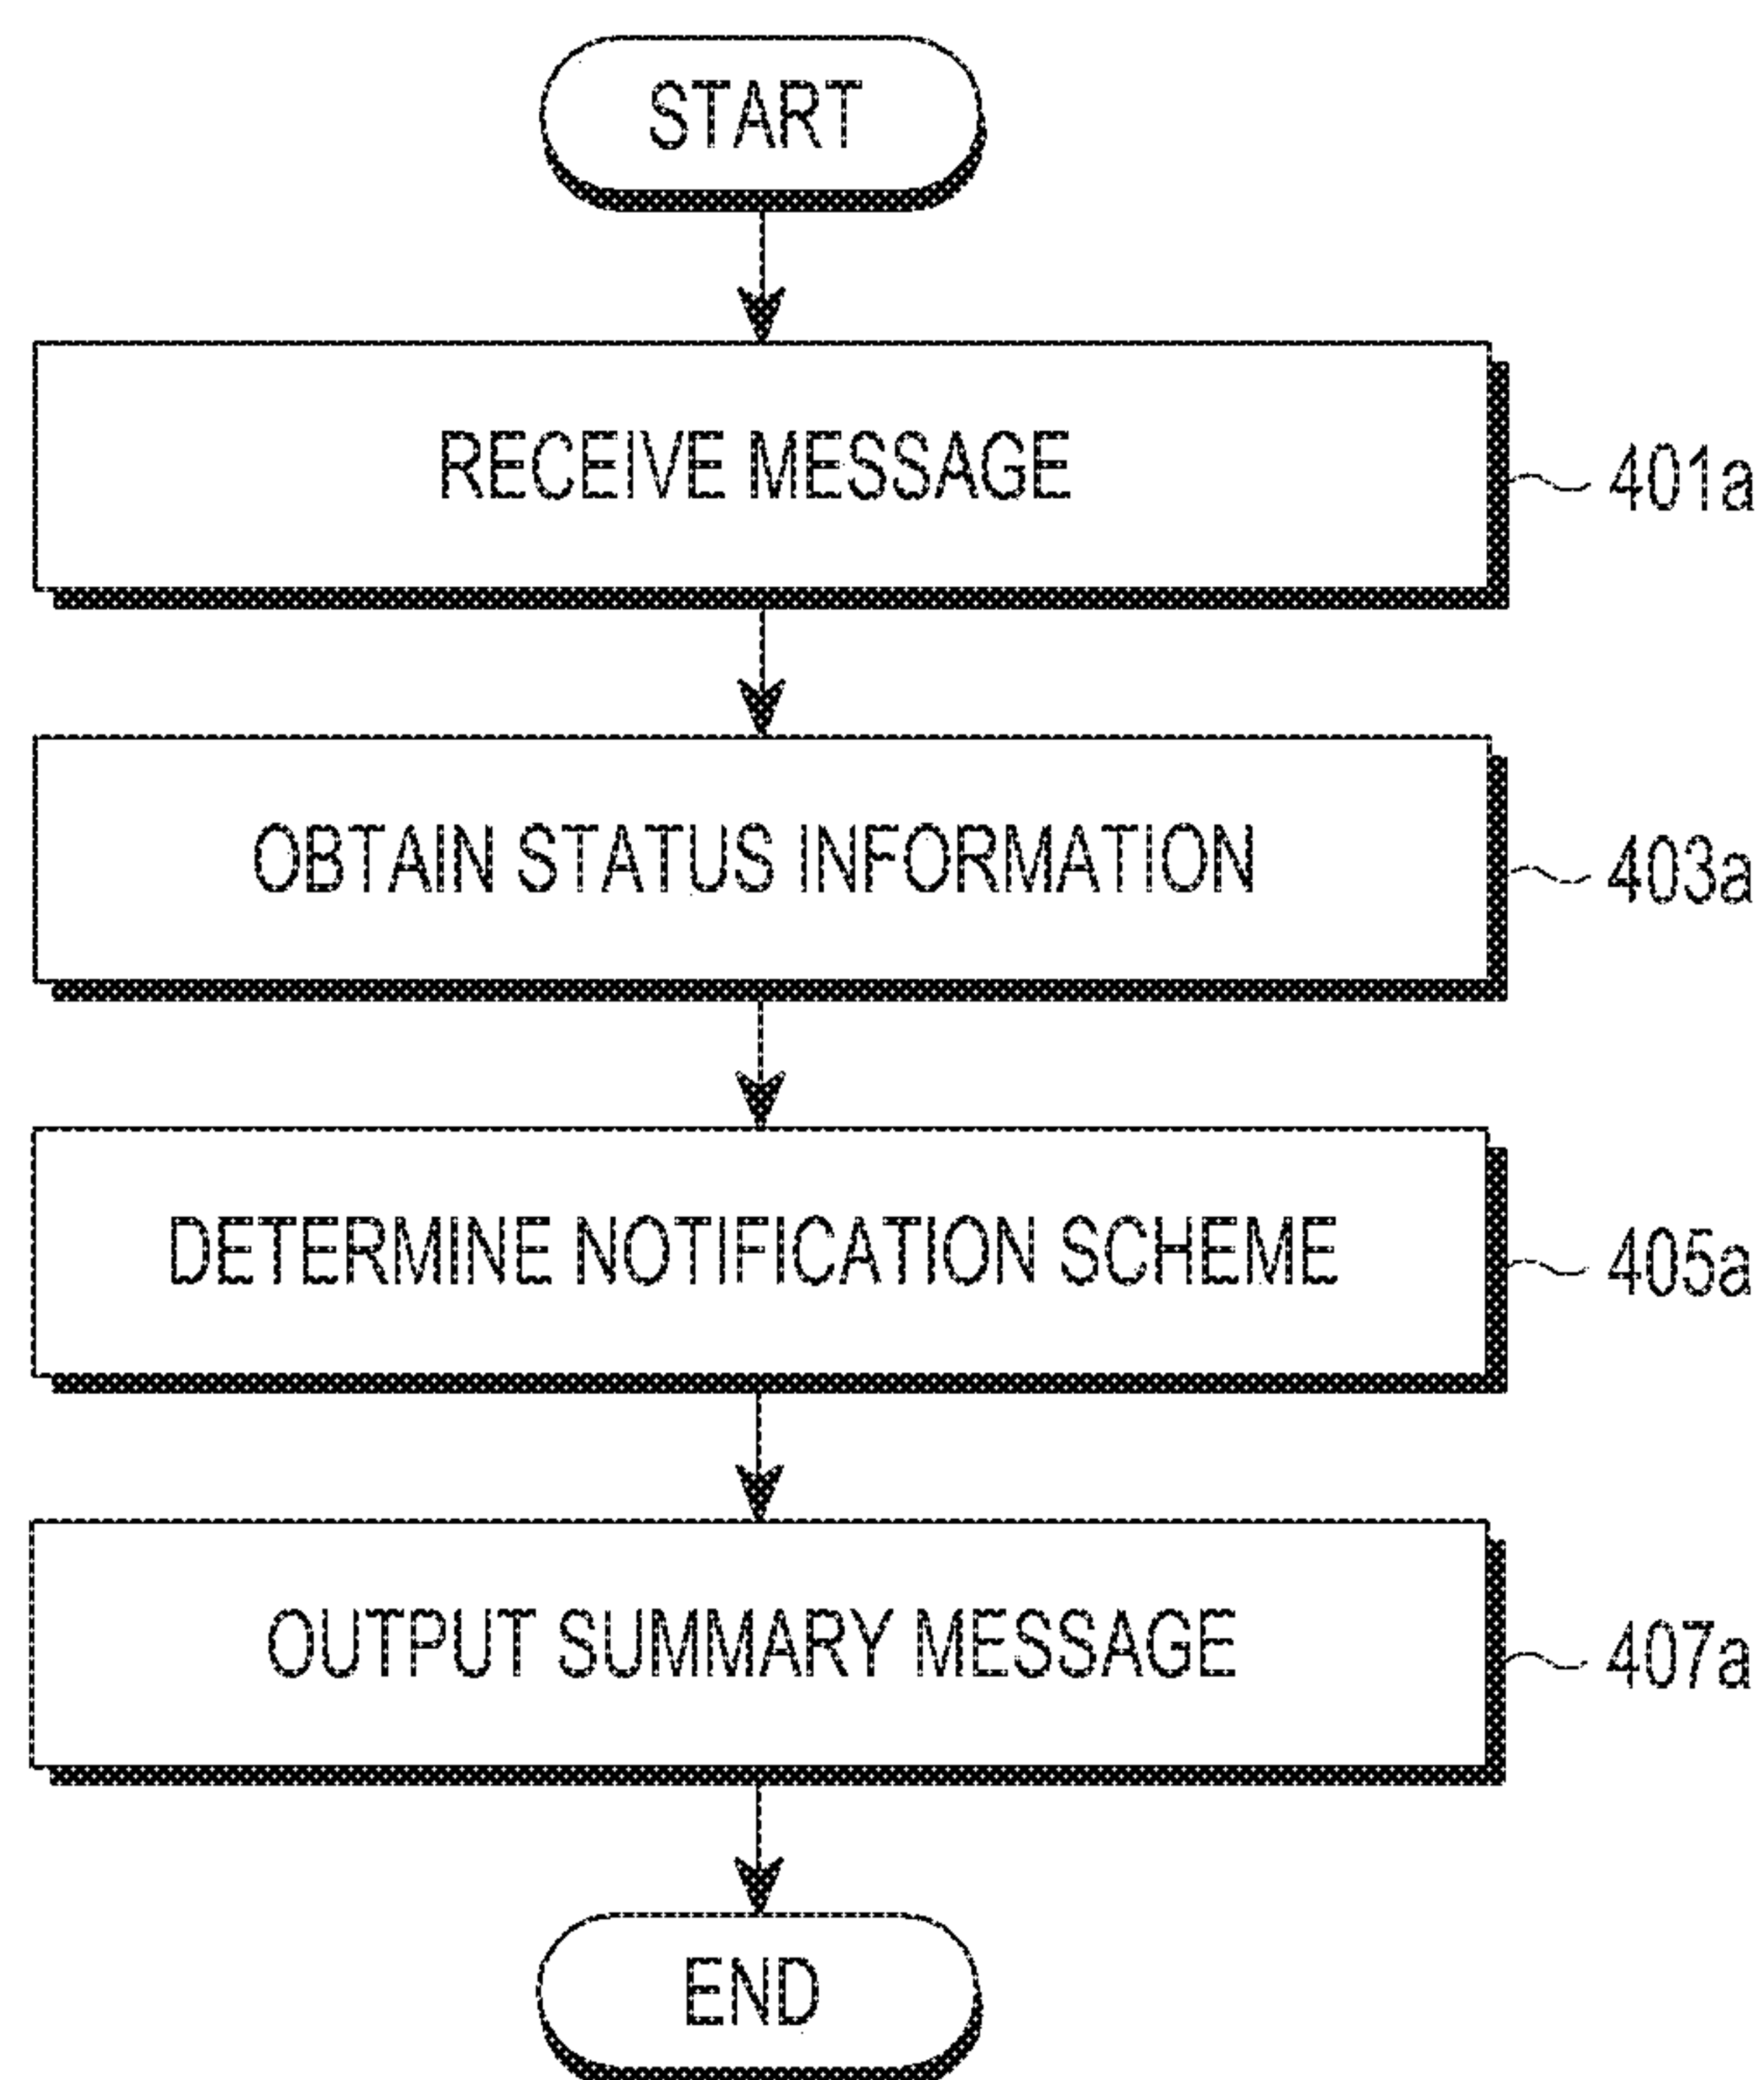 START
RECEIVE MESSAGE
401a
OBTAIN STATUS INFORMATION
403a
DETERMINE NOTIFICATION SCHEME
405a
OUTPUT SUMMARY MESSAGE
407a
END